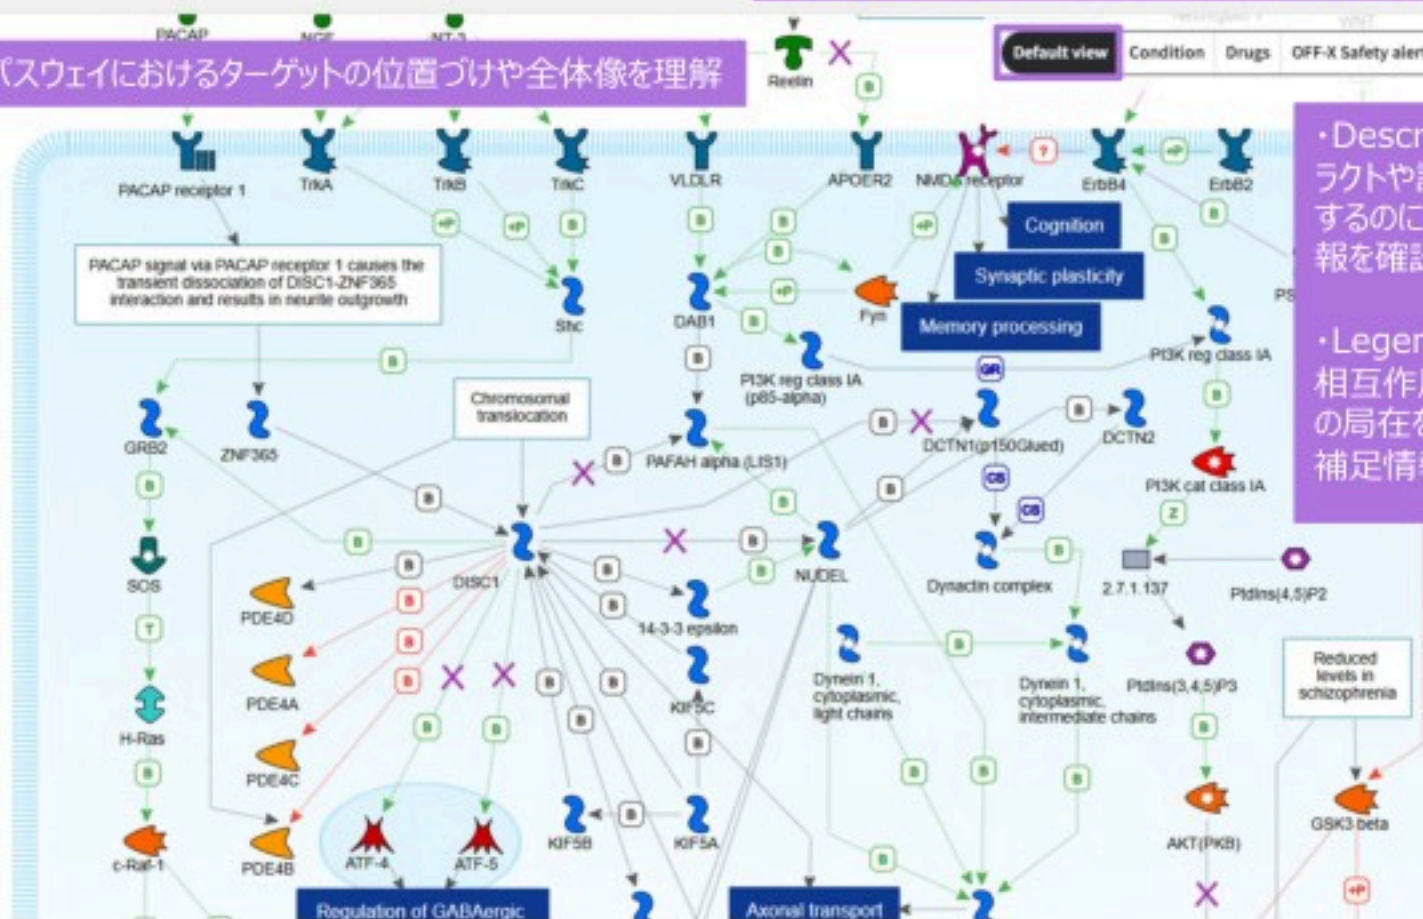 PACAP
NGF
NT-3
パスウェイにおけるターゲットの位置づけや全体像を理解
Reelin
X
B
Default view
Condition
Drugs
OFF-X Safety aler
PACAP receptor 1
TrkA
TrkB
TrkC
VLDLR
APOER2
NMDA receptor
?
ErbB4
+P
ErbB2
・Descr
ラクトや
するのに
報を確認
+P
+P
B
B
B
B
+P
B
B
Cognition
Synaptic plasticity
Memory processing
PACAP signal via PACAP receptor 1 causes the
transient dissociation of DISC1-ZNF365
interaction and results in neurite outgrowth
Shc
DAB1
+P
Fyn
B
PS
PI3K reg class IA
・Legen
相互作
の局在を
補足情
B
B
PI3K reg class IA
(p85-alpha)
GR
B
Chromosomal
translocation
GRB2
ZNF365
PAFAH alpha (LIS1)
B
X
DCTN1(p150Glued)
B
DCTN2
PI3K cat class IA
B
B
X
B
B
B
CS
CS
Z
B
DISC1
X
B
NUDEL
Dynactin complex
B
2.7.1.137
PtdIns(4,5)P2
SOS
PDE4D
B
B
B
B
B
B
14-3-3 epsilon
T
B
X
X
B
B
KIF5C
PDE4A
Dynein 1,
cytoplasmic,
light chains
B
Dynein 1,
cytoplasmic,
intermediate chains
PtdIns(3,4,5)P3
Reduced
levels in
schizophrenia
H-Ras
B
B
B
B
B
B
PDE4C
B
B
B
B
c-Raf-1
PDE4B
ATF-4
ATF-5
KIF5B
B
KIF5A
B
AKT(PKB)
GSK3 beta
X
+P
Regulation of GABAergic
Axonal transport